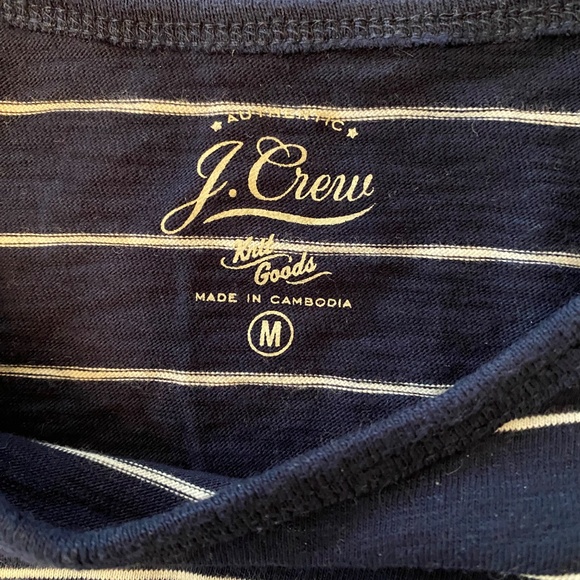 ★ AUTHENTIC ★
J.Crew
Knit
Goods
MADE IN CAMBODIA
M